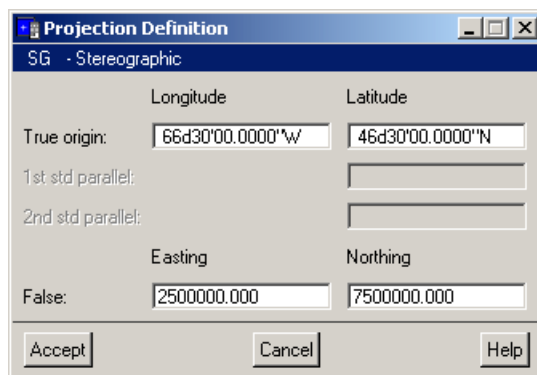 Projection Definition
SG - Stereographic
Longitude Latitude
True origin: 66d30'00.0000"W 46d30'00.0000"N
1st std parallel:
2nd std parallel:
Easting Northing
False: 2500000.000 7500000.000
Accept Cancel Help